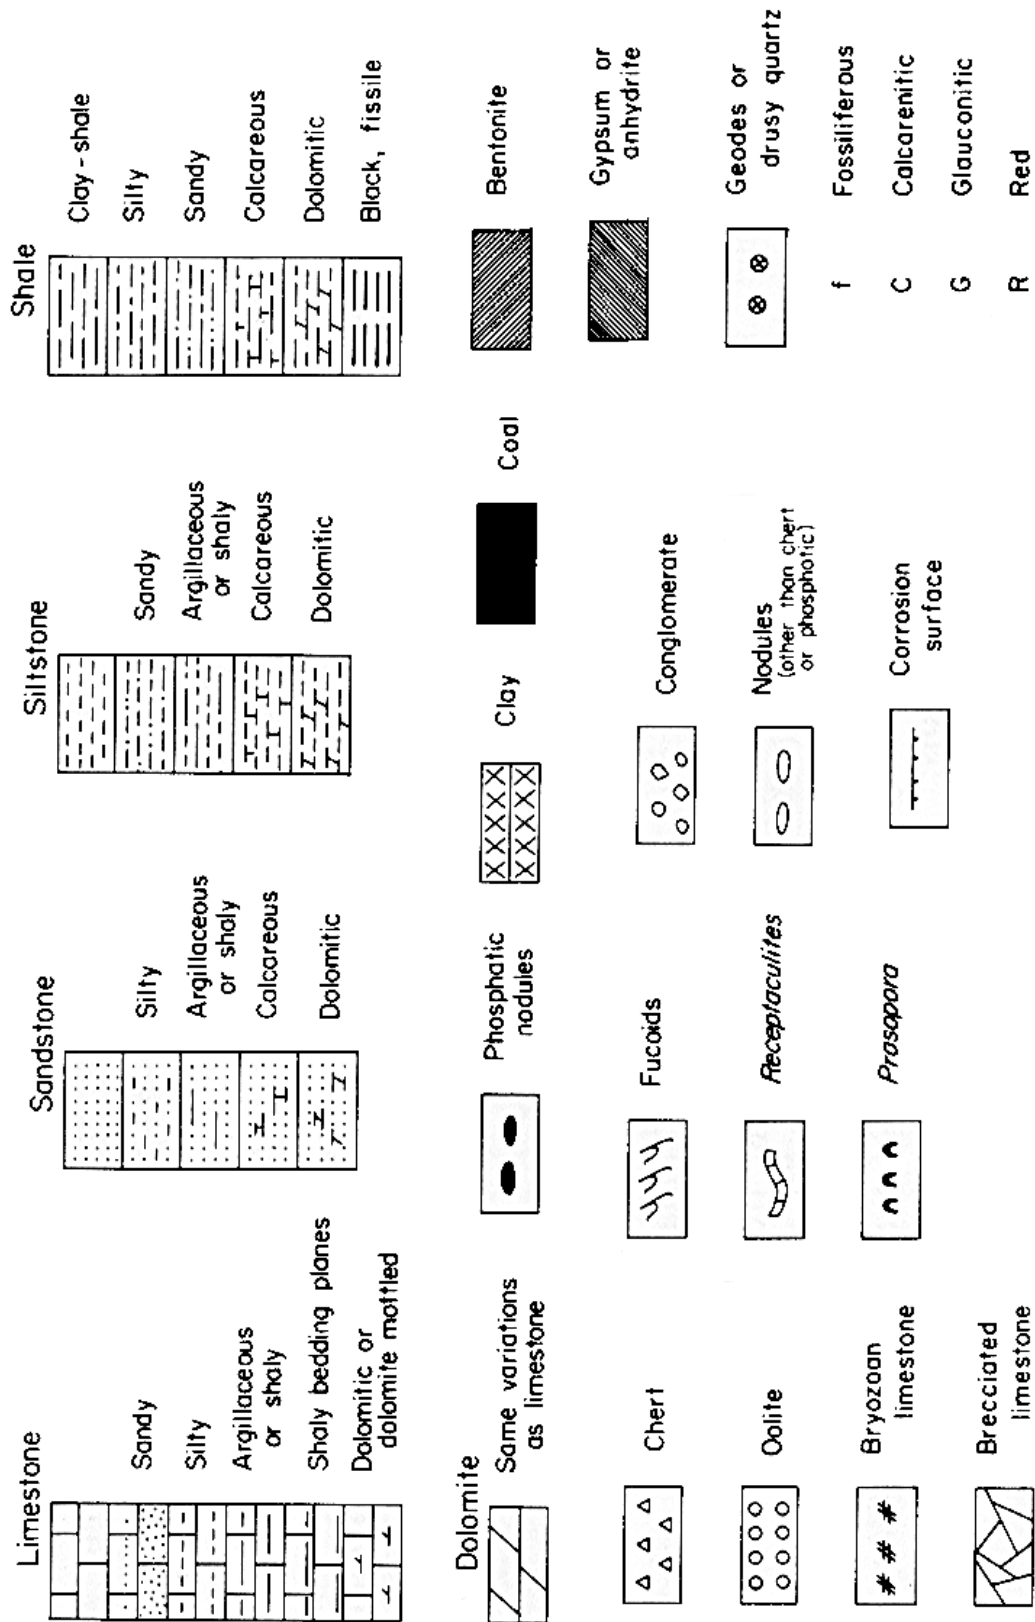 Limestone
Sandy
Silty
Argillaceous
or shaly
Shaly bedding planes
Dolomitic or
dolomite mottled
Sandstone
Silty
Argillaceous
or shaly
Calcareous
Dolomitic
Siltstone
Sandy
Argillaceous
or shaly
Calcareous
Dolomitic
Shale
Clay-shale
Silty
Sandy
Calcareous
Dolomitic
Black, fissile
Dolomite
Same variations
as limestone
Phosphatic
nodules
Clay
Coal
Bentonite
Chert
Fucoids
Conglomerate
Gypsum or
anhydrite
Oolite
Receptaculites
Nodules
(other than chert
or phosphatic)
Geodes or
drusy quartz
Bryozoan
limestone
Prasopora
Corrosion
surface
f Fossiliferous
C Calcarenitic
G Glauconitic
R Red
Brecciated
limestone